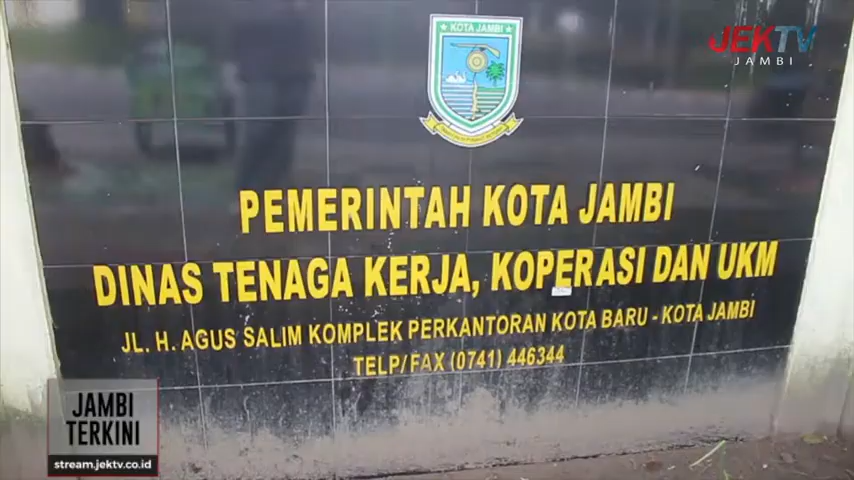 KOTA JAMBI
JEKTV
JAMBI
PEMERINTAH KOTA JAMBI
DINAS TENAGA KERJA, KOPERASI DAN UKM
JL. H. AGUS SALIM KOMPLEK PERKANTORAN KOTA BARU - KOTA JAMBI
TELP/FAX (0741) 446344
JAMBI
TERKINI
stream.jektv.co.id